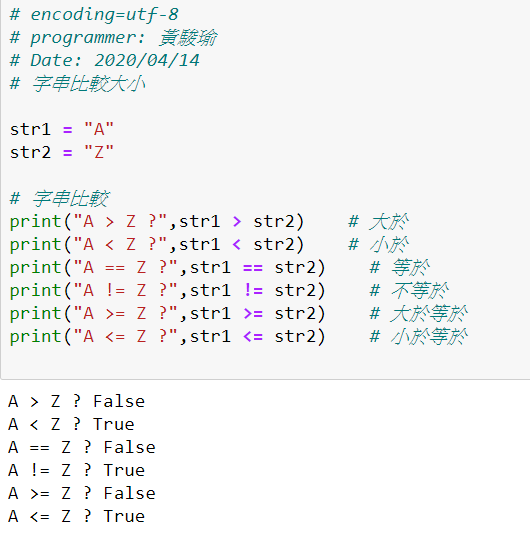 # encoding=utf-8
# programmer: 黃駿瑜
# Date: 2020/04/14
# 字串比較大小
str1 = "A"
str2 = "Z"
# 字串比較
print("A > Z ?",str1 > str2)    # 大於
print("A < Z ?",str1 < str2)    # 小於
print("A == Z ?",str1 == str2)    # 等於
print("A != Z ?",str1 != str2)    # 不等於
print("A >= Z ?",str1 >= str2)    # 大於等於
print("A <= Z ?",str1 <= str2)    # 小於等於
A > Z ? False
A < Z ? True
A == Z ? False
A != Z ? True
A >= Z ? False
A <= Z ? True